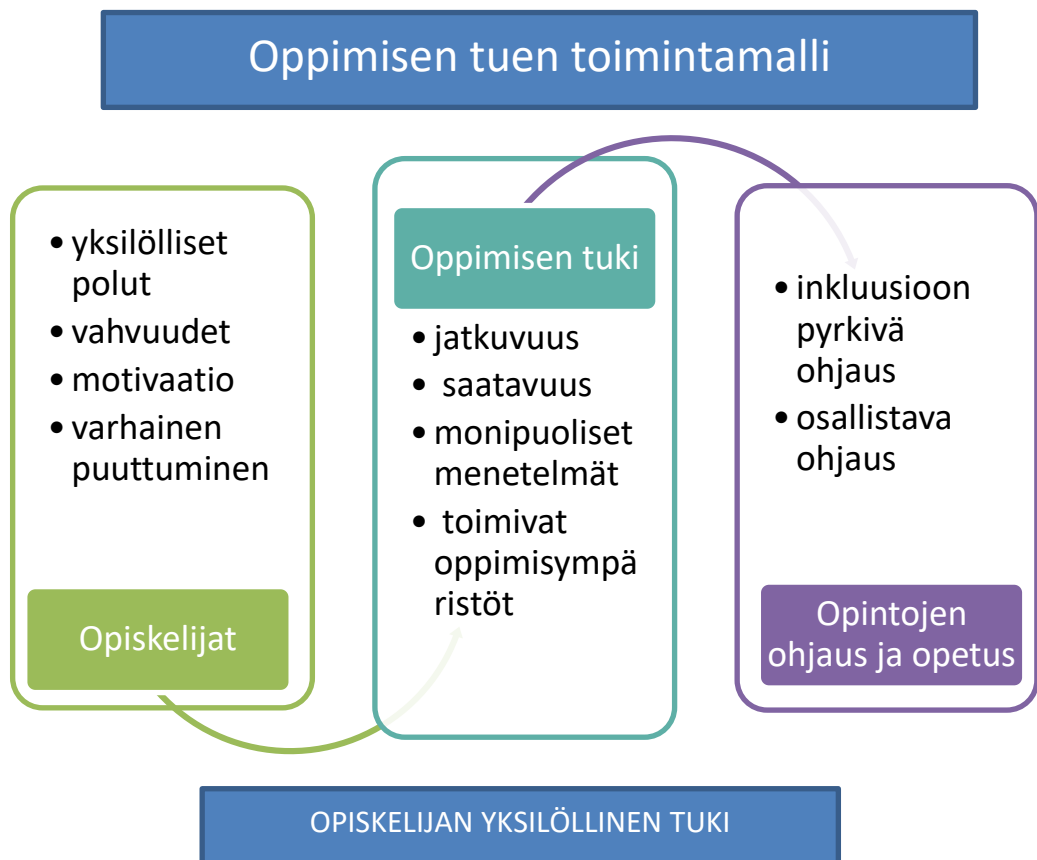 Oppimisen tuen toimintamalli
• yksilölliset
polut
• vahvuudet
• motivaatio
• varhainen
puuttuminen
Opiskelijat
Oppimisen tuki
• jatkuvuus
• saatavuus
• monipuoliset
menetelmät
• toimivat
oppimisympä
ristöt
• inkluusioon
pyrkivä
ohjaus
• osallistava
ohjaus
Opintojen
ohjaus ja opetus
OPISKELIJAN YKSILÖLLINEN TUKI